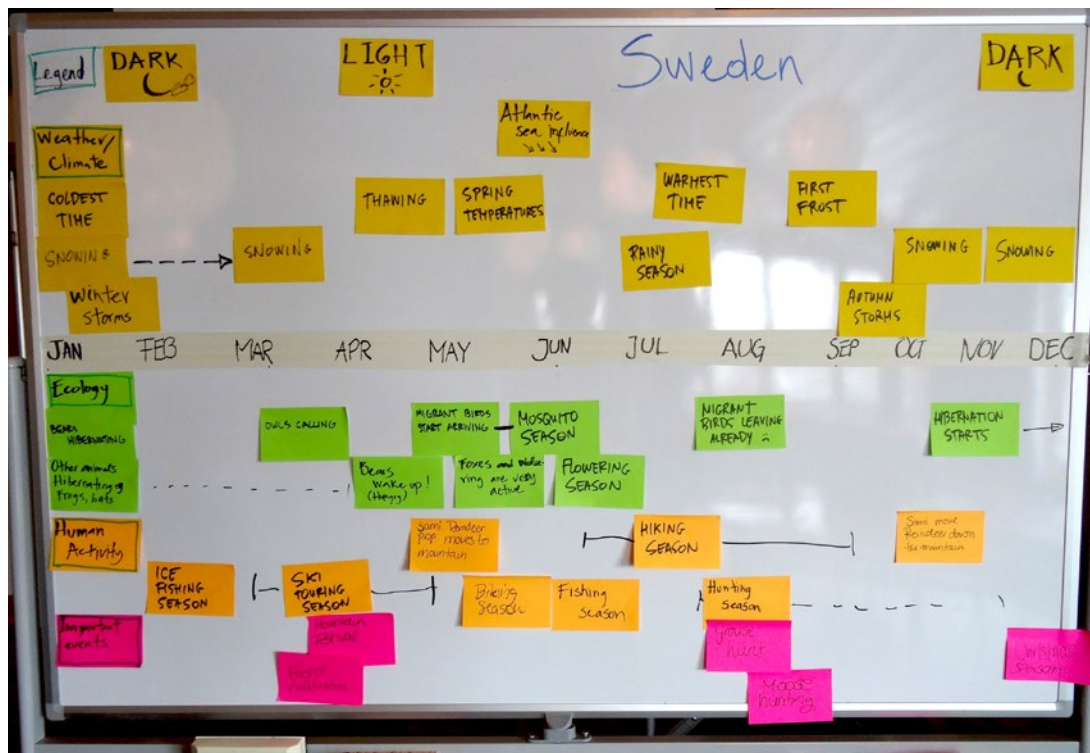 Legend
DARK
LIGHT
Sweden
DARK
Atlantic
sea influence
Weather/
Climate
COLDEST
TIME
THAWING
SPRING
TEMPERATURES
WARMEST
TIME
FIRST
FROST
SNOWING
SNOWING
RAINY
SEASON
SNOWING
SNOWING
Winter
storms
AUTUMN
STORMS
JAN FEB MAR APR MAY JUN JUL AUG SEP OCT NOV DEC
Ecology
BEARS
HIBERNATING
OWLS CALLING
MIGRANT BIRDS
START ARRIVING
MOSQUITO
SEASON
MIGRANT
BIRDS LEAVING
ALREADY
HIBERNATION
STARTS
Other animals
Hibernating
Frogs, bats
Bears
wake up!
(Hungry)
Foxes and Wolve-
ring are very
active
FLOWERING
SEASON
Human
Activity
Sami Reindeer
pop. moves to
mountain
HIKING
SEASON
Sami move
Reindeer down
the mountain
ICE
FISHING
SEASON
SKI
TOURING
SEASON
Biking
Season
Fishing
Season
Hunting
season
Important
events
festival
hunt
Moose
hunting
Christmas
season